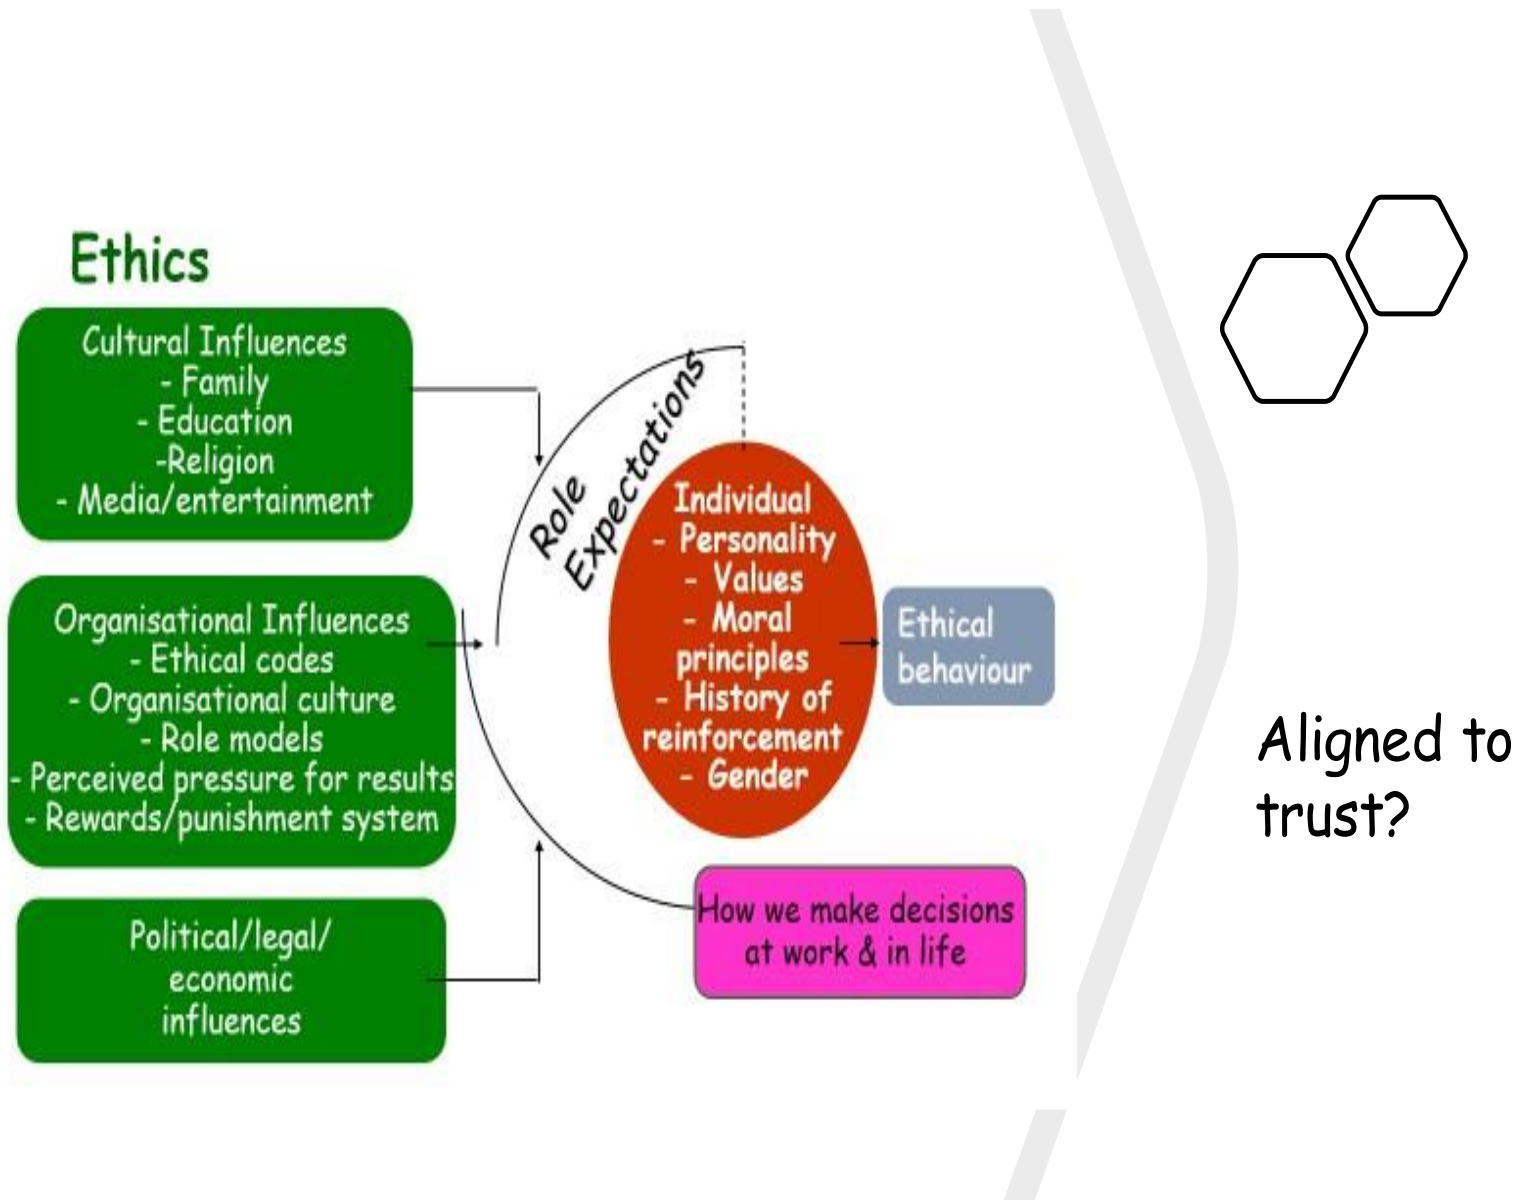 Ethics
Cultural Influences
- Family
- Education
-Religion
- Media/entertainment
Organisational Influences
- Ethical codes
- Organisational culture
- Role models
- Perceived pressure for results
- Rewards/punishment system
Political/legal/
economic
influences
Role
Expectations
Individual
- Personality
- Values
- Moral
principles
- History of
reinforcement
- Gender
Ethical
behaviour
How we make decisions
at work & in life
Aligned to
trust?